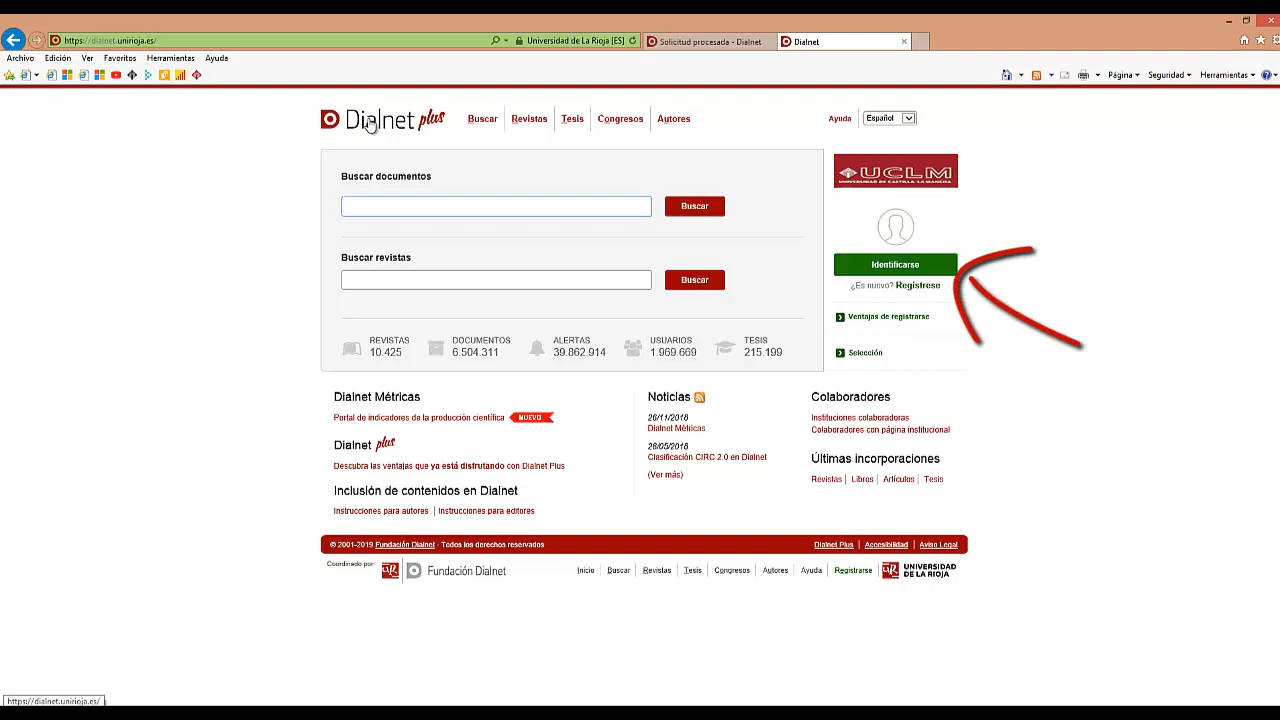 https://dialnet.unirioja.es/
Universidad de La Rioja [ES]
Solicitud procesada - Dialnet
Dialnet
Archivo Edición Ver Favoritos Herramientas Ayuda
Página Seguridad Herramientas
Dialnet plus
Buscar Revistas Tesis Congresos Autores
Ayuda Español
Buscar documentos
Buscar
Buscar revistas
Buscar
REVISTAS
10.425
DOCUMENTOS
6.504.311
ALERTAS
39.862.914
USUARIOS
1.969.669
TESIS
215.199
UCLM
UNIVERSIDAD DE CASTILLA-LA MANCHA
Identificarse
¿Es nuevo? Regístrese
Ventajas de registrarse
Selección
Dialnet Métricas
Portal de indicadores de la producción científica NUEVO
Dialnet plus
Descubra las ventajas que ya está disfrutando con Dialnet Plus
Inclusión de contenidos en Dialnet
Instrucciones para autores Instrucciones para editores
Noticias
26/11/2018
Dialnet Métricas
28/05/2018
Clasificación CIRC 2.0 en Dialnet
(Ver más)
Colaboradores
Instituciones colaboradoras
Colaboradores con página institucional
Últimas incorporaciones
Revistas Libros Artículos Tesis
© 2001-2019 Fundación Dialnet · Todos los derechos reservados
Dialnet Plus Accesibilidad Aviso Legal
Coordinado por:
Fundación Dialnet
Inicio Buscar Revistas Tesis Congresos Autores Ayuda Registrarse
UNIVERSIDAD
DE LA RIOJA
https://dialnet.unirioja.es/